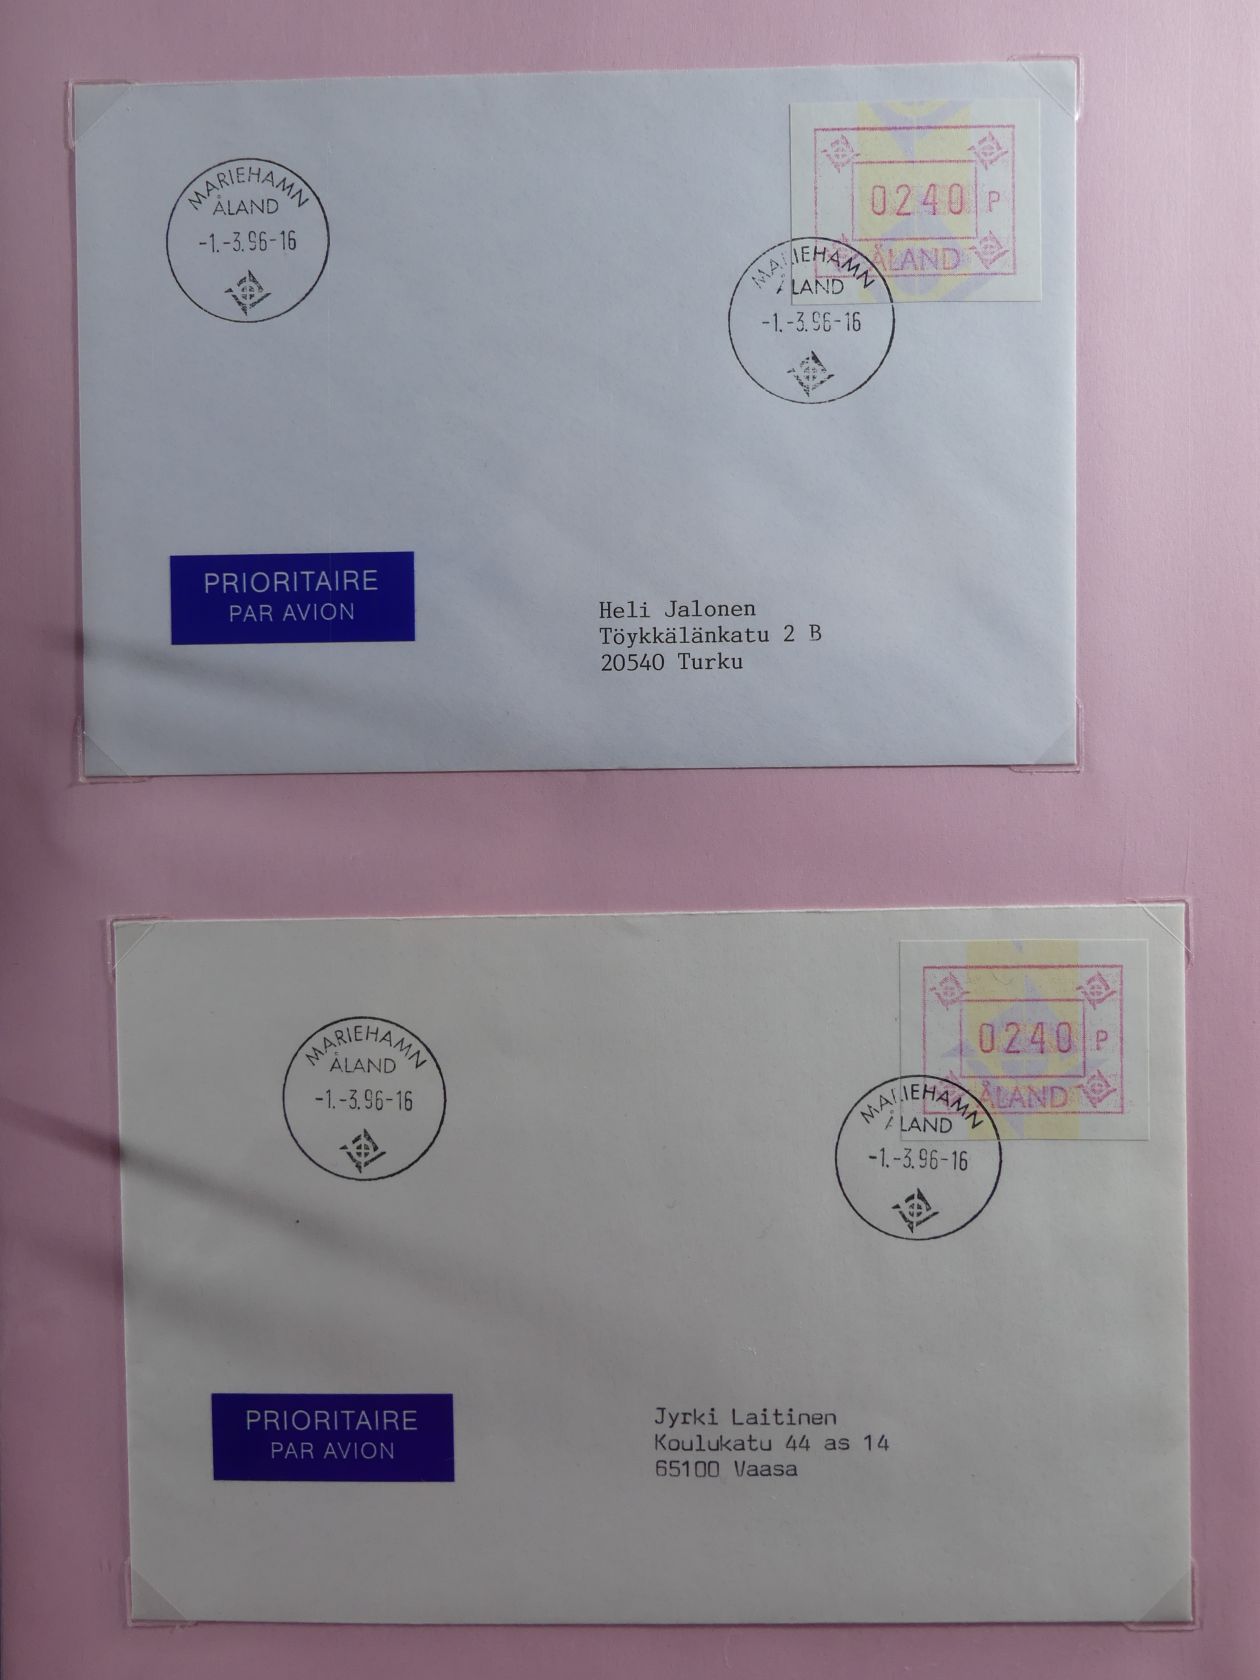 MARIEHAMN
ÅLAND
-1.-3.96-16
0240 P
ÅLAND
MARIEHAMN
ÅLAND
-1.-3.96-16
PRIORITAIRE
PAR AVION
Heli Jalonen
Töykkälänkatu 2 B
20540 Turku
MARIEHAMN
ÅLAND
-1.-3.96-16
0240 P
ÅLAND
MARIEHAMN
ÅLAND
-1.-3.96-16
PRIORITAIRE
PAR AVION
Jyrki Laitinen
Koulukatu 44 as 14
65100 Vaasa